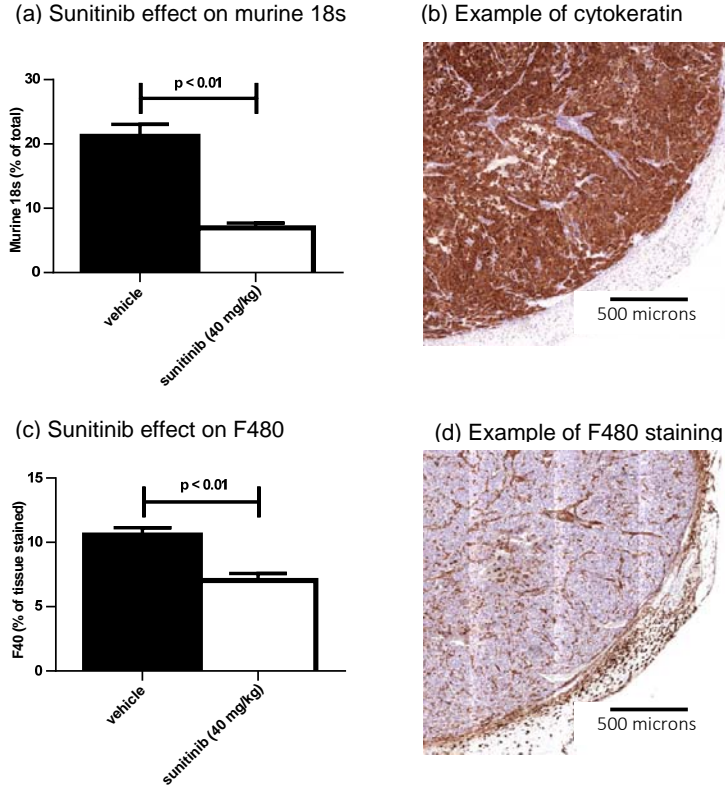 (a) Sunitinib effect on murine 18s
30
20
10
0
Murine 18s (% of total)
p < 0.01
vehicle
sunitinib (40 mg/kg)
(b) Example of cytokeratin
500 microns
(c) Sunitinib effect on F480
15
10
5
0
F40 (% of tissue stained)
p < 0.01
vehicle
sunitinib (40 mg/kg)
(d) Example of F480 staining
500 microns